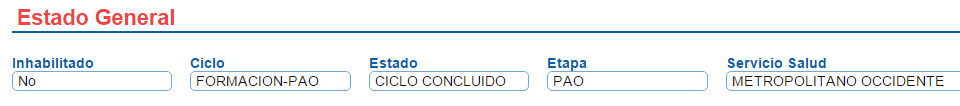 Estado General
Inhabilitado Ciclo Estado Etapa Servicio Salud
No FORMACION-PAO CICLO CONCLUIDO PAO METROPOLITANO OCCIDENTE